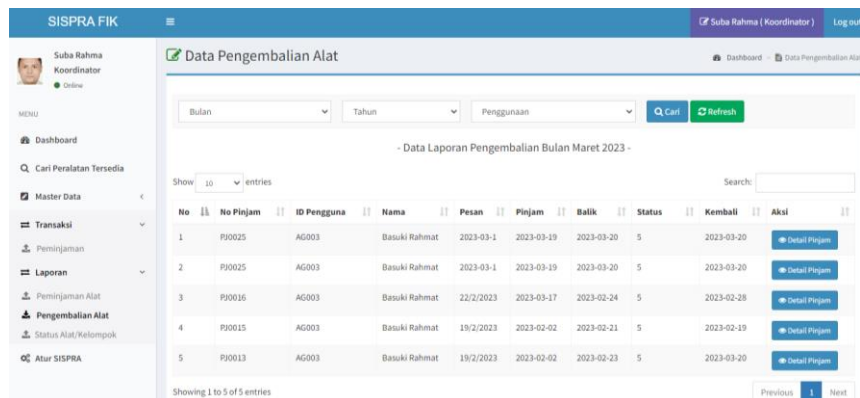 SISPRA FIK
Suba Rahma ( Koordinator ) Log out
Suba Rahma
Koordinator
Online
MENU
Dashboard
Cari Peralatan Tersedia
Master Data
Transaksi
Peminjaman
Laporan
Peminjaman Alat
Pengembalian Alat
Status Alat/Kelompok
Atur SISPRA
Data Pengembalian Alat
Dashboard Data Pengembalian Alat
Bulan Tahun Penggunaan Cari Refresh
- Data Laporan Pengembalian Bulan Maret 2023 -
Show 10 entries Search:
No No Pinjam ID Pengguna Nama Pesan Pinjam Balik Status Kembali Aksi
1 PJ0025 AG003 Basuki Rahmat 2023-03-1 2023-03-19 2023-03-20 5 2023-03-20 Detail Pinjam
2 PJ0025 AG003 Basuki Rahmat 2023-03-1 2023-03-19 2023-03-20 5 2023-03-20 Detail Pinjam
3 PJ0016 AG003 Basuki Rahmat 22/2/2023 2023-03-17 2023-02-24 5 2023-02-28 Detail Pinjam
4 PJ0015 AG003 Basuki Rahmat 19/2/2023 2023-02-02 2023-02-21 5 2023-02-19 Detail Pinjam
5 PJ0013 AG003 Basuki Rahmat 19/2/2023 2023-02-02 2023-02-23 5 2023-03-20 Detail Pinjam
Showing 1 to 5 of 5 entries Previous 1 Next